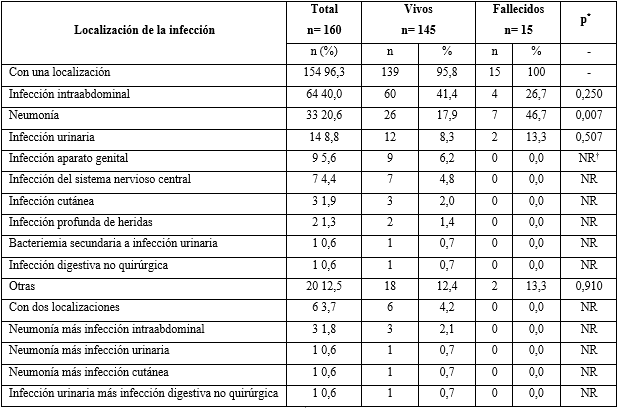 Localización de la infección Total Vivos Fallecidos p*
n= 160 n= 145 n= 15
n (%) n % n % -
Con una localización 154 96,3 139 95,8 15 100 -
Infección intraabdominal 64 40,0 60 41,4 4 26,7 0,250
Neumonía 33 20,6 26 17,9 7 46,7 0,007
Infección urinaria 14 8,8 12 8,3 2 13,3 0,507
Infección aparato genital 9 5,6 9 6,2 0 0,0 NR†
Infección del sistema nervioso central 7 4,4 7 4,8 0 0,0 NR
Infección cutánea 3 1,9 3 2,0 0 0,0 NR
Infección profunda de heridas 2 1,3 2 1,4 0 0,0 NR
Bacteriemia secundaria a infección urinaria 1 0,6 1 0,7 0 0,0 NR
Infección digestiva no quirúrgica 1 0,6 1 0,7 0 0,0 NR
Otras 20 12,5 18 12,4 2 13,3 0,910
Con dos localizaciones 6 3,7 6 4,2 0 0,0 NR
Neumonía más infección intraabdominal 3 1,8 3 2,1 0 0,0 NR
Neumonía más infección urinaria 1 0,6 1 0,7 0 0,0 NR
Neumonía más infección cutánea 1 0,6 1 0,7 0 0,0 NR
Infección urinaria más infección digestiva no quirúrgica 1 0,6 1 0,7 0 0,0 NR